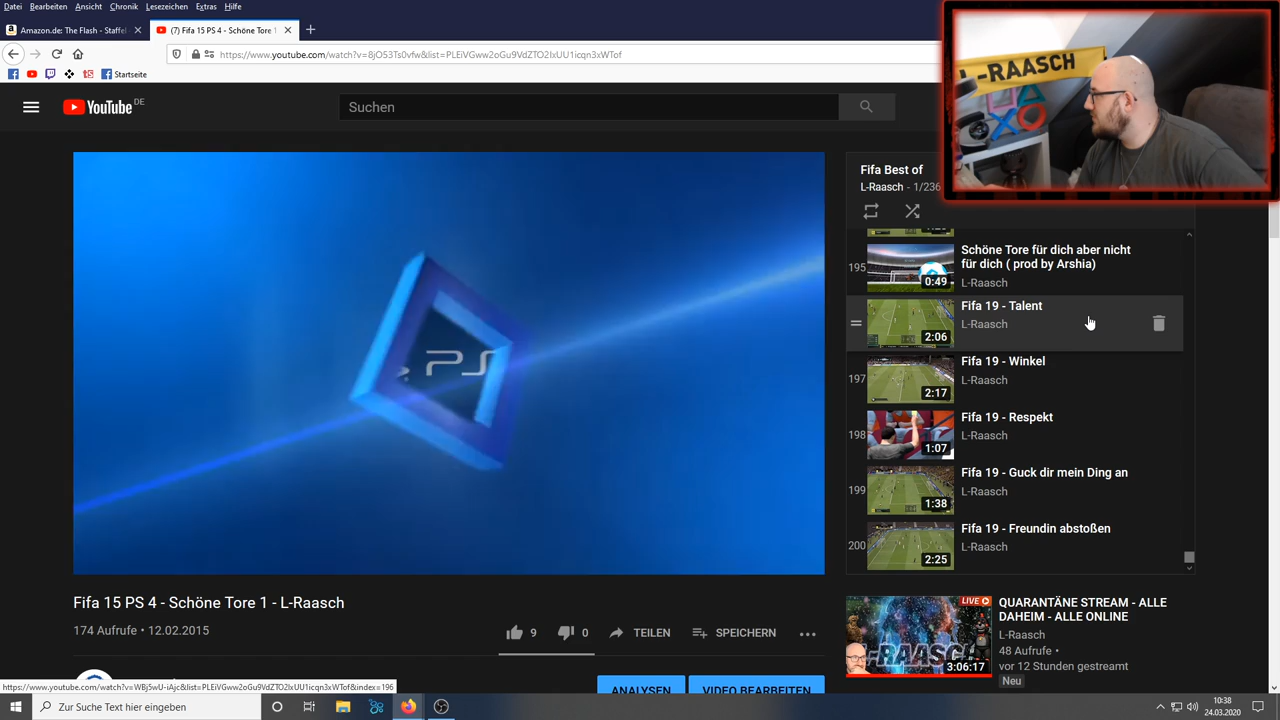 Datei Bearbeiten Ansicht Chronik Lesezeichen Extras Hilfe
Amazon.de: The Flash - Staffel
(7) Fifa 15 PS 4 - Schöne Tore 1
https://www.youtube.com/watch?v=8jO53Ts0vfw&list=PLEiVGww2oGu9VdZTO2IxUU1icqn3xWTof
Startseite
YouTube DE
Suchen
L-RAASCH
PS
Fifa Best of
L-Raasch - 1/236
195
Schöne Tore für dich aber nicht
für dich ( prod by Arshia)
0:49
L-Raasch
Fifa 19 - Talent
L-Raasch
2:06
197
Fifa 19 - Winkel
L-Raasch
2:17
198
Fifa 19 - Respekt
L-Raasch
1:07
199
Fifa 19 - Guck dir mein Ding an
L-Raasch
1:38
200
Fifa 19 - Freundin abstoßen
L-Raasch
2:25
Fifa 15 PS 4 - Schöne Tore 1 - L-Raasch
174 Aufrufe • 12.02.2015
9
0
TEILEN
SPEICHERN
ANALYSEN
VIDEO BEARBEITEN
LIVE
L-RAASCH
3:06:17
QUARANTÄNE STREAM - ALLE
DAHEIM - ALLE ONLINE
L-Raasch
48 Aufrufe •
vor 12 Stunden gestreamt
Neu
https://www.youtube.com/watch?v=WBj5wU-iAjc&list=PLEiVGww2oGu9VdZTO2IxUU1icqn3xWTof&index=196
Zur Suche Text hier eingeben
10:38
24.03.2020